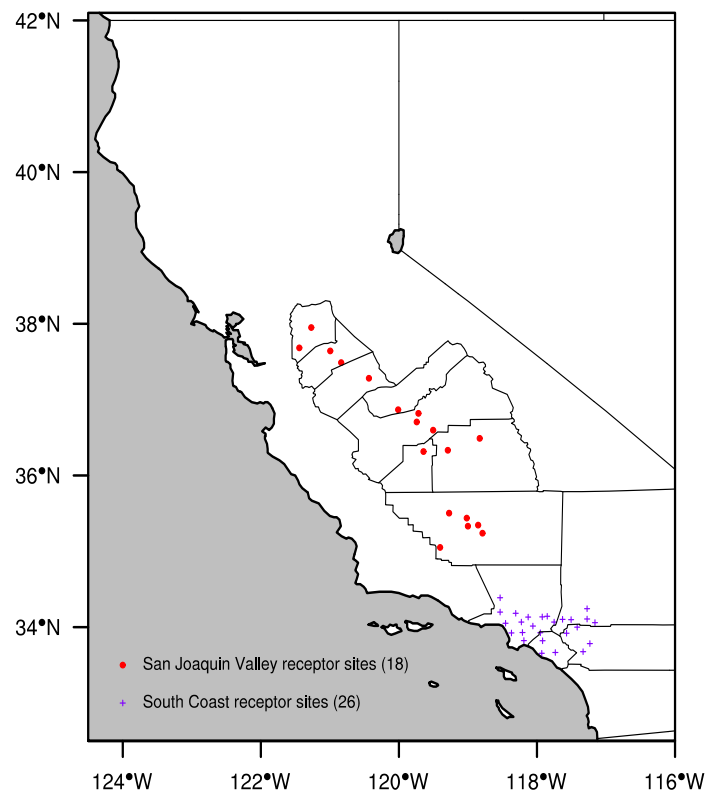 42°N
40°N
38°N
36°N
34°N
San Joaquin Valley receptor sites (18)
South Coast receptor sites (26)
124°W 122°W 120°W 118°W 116°W